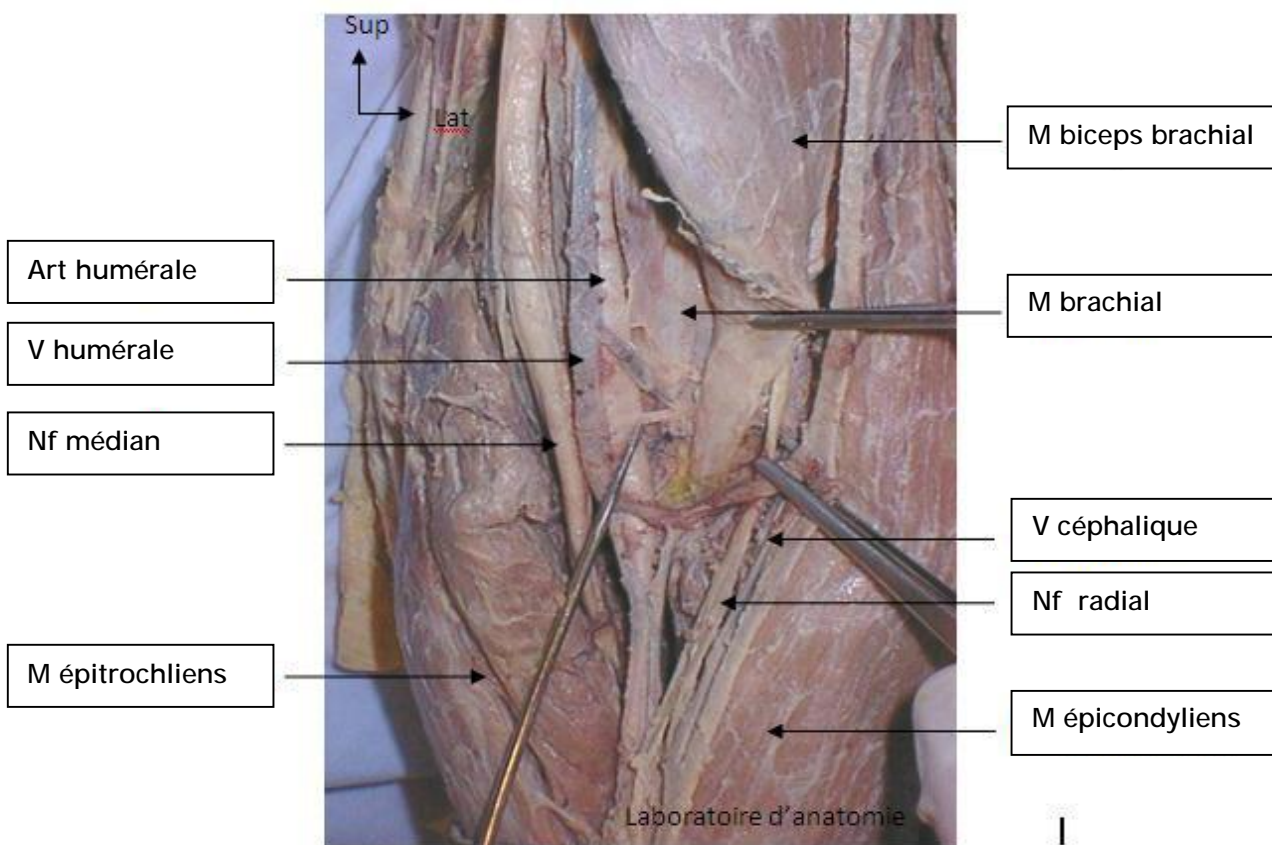 Sup
Lat
M biceps brachial
Art humérale
M brachial
V humérale
Nf médian
V céphalique
Nf radial
M épitrochliens
M épicondyliens
Laboratoire d'anatomie